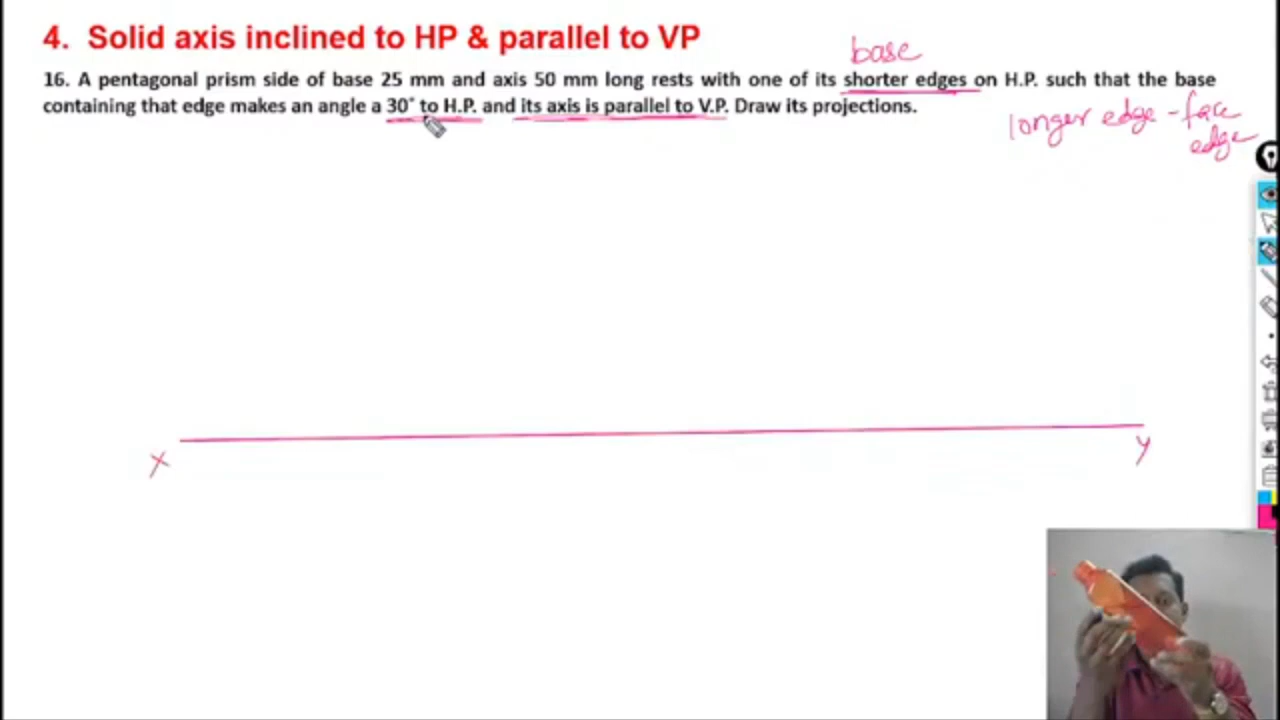 4. Solid axis inclined to HP & parallel to VP
base
16. A pentagonal prism side of base 25 mm and axis 50 mm long rests with one of its shorter edges on H.P. such that the base
containing that edge makes an angle a 30° to H.P. and its axis is parallel to V.P. Draw its projections.
longer edge - face
edge
X
Y